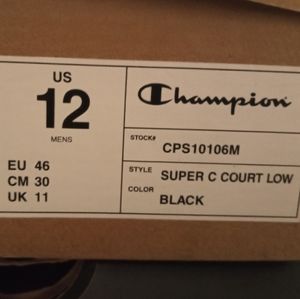 US
12
MENS
EU 46
CM 30
UK 11
Champion
STOCK# CPS10106M
STYLE SUPER C COURT LOW
COLOR BLACK